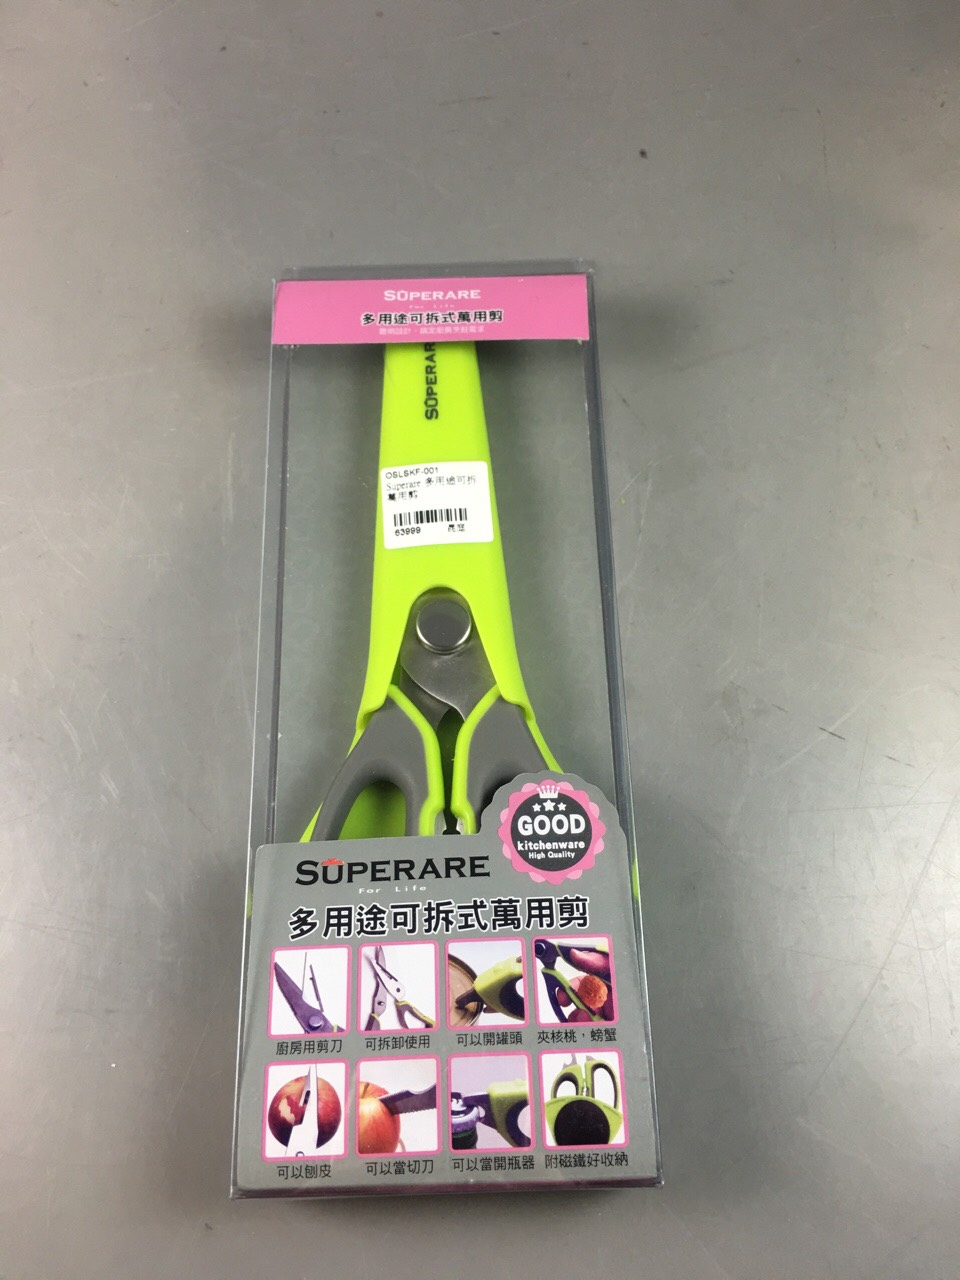 SUPERARE
For Life
多用途可拆式萬用剪
SUPERARE
OSLSKF-001
Superare 多用途可拆
萬用剪
63999
GOOD
kitchenware
High Quality
SUPERARE
For Life
多用途可拆式萬用剪
廚房用剪刀 可拆卸使用 可以開罐頭 夾核桃，螃蟹
可以刨皮 可以當切刀 可以當開瓶器 附磁鐵好收納